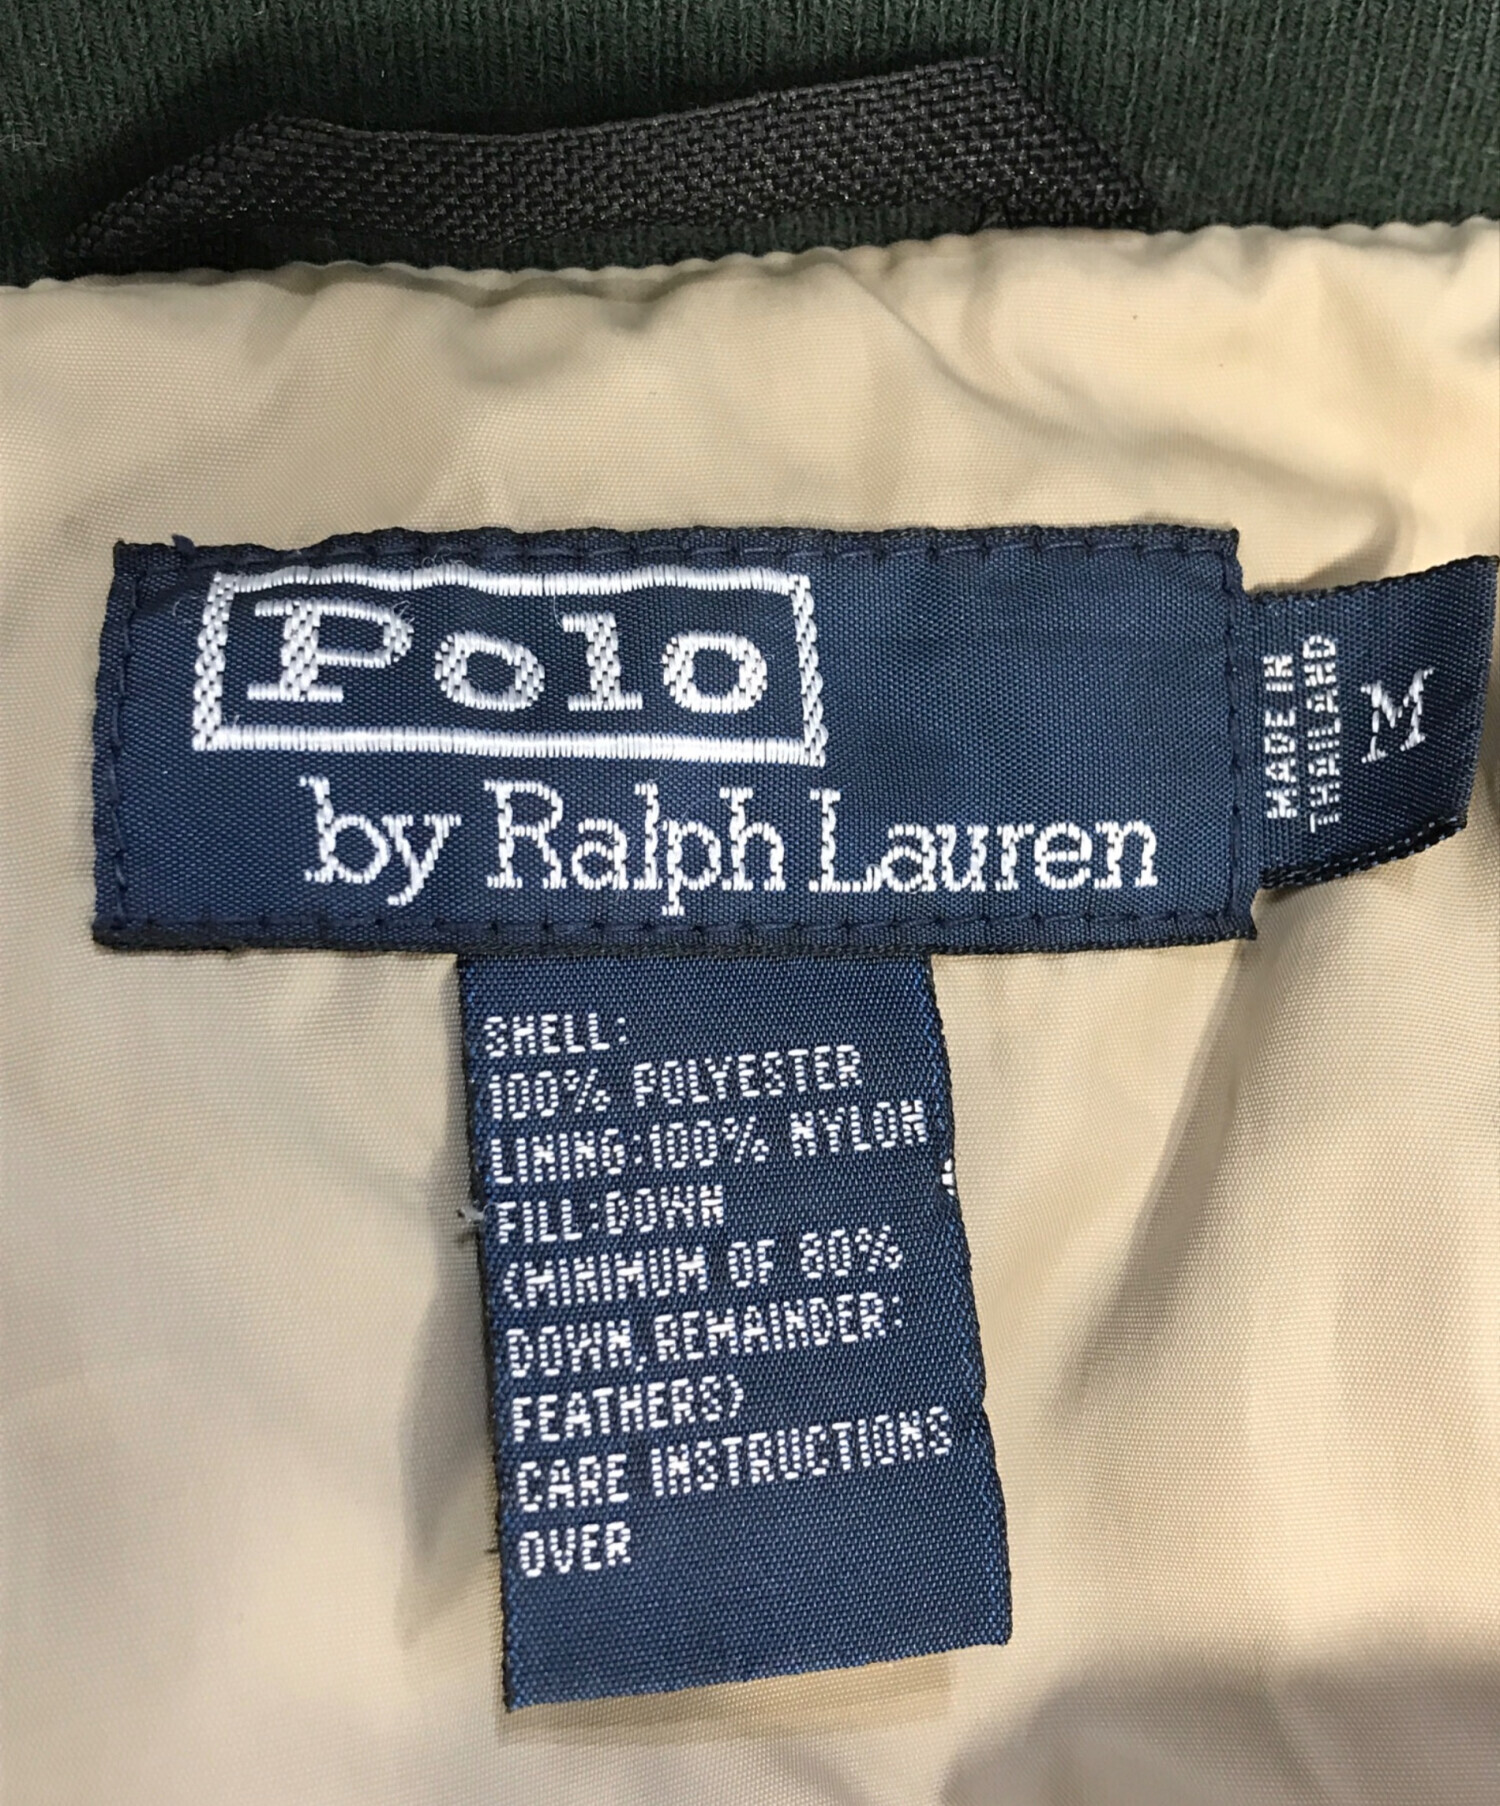 Polo
by Ralph Lauren
MADE IN
THAILAND
M
SHELL:
100% POLYESTER
LINING:100% NYLON
FILL:DOWN
(MINIMUM OF 80%
DOWN,REMAINDER:
FEATHERS)
CARE INSTRUCTIONS
OVER